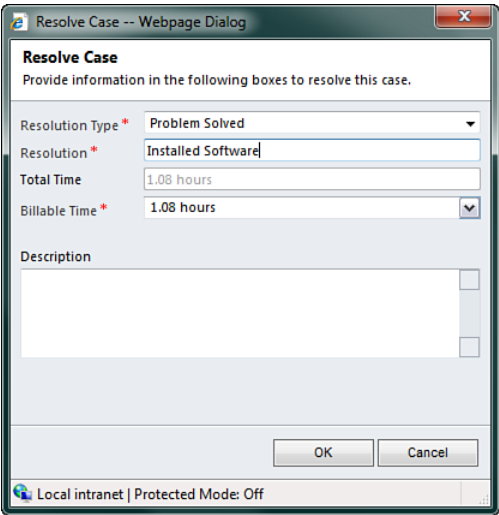 Resolve Case -- Webpage Dialog
Resolve Case
Provide information in the following boxes to resolve this case.
Resolution Type * Problem Solved
Resolution * Installed Software
Total Time 1.08 hours
Billable Time * 1.08 hours
Description
OK Cancel
Local intranet | Protected Mode: Off